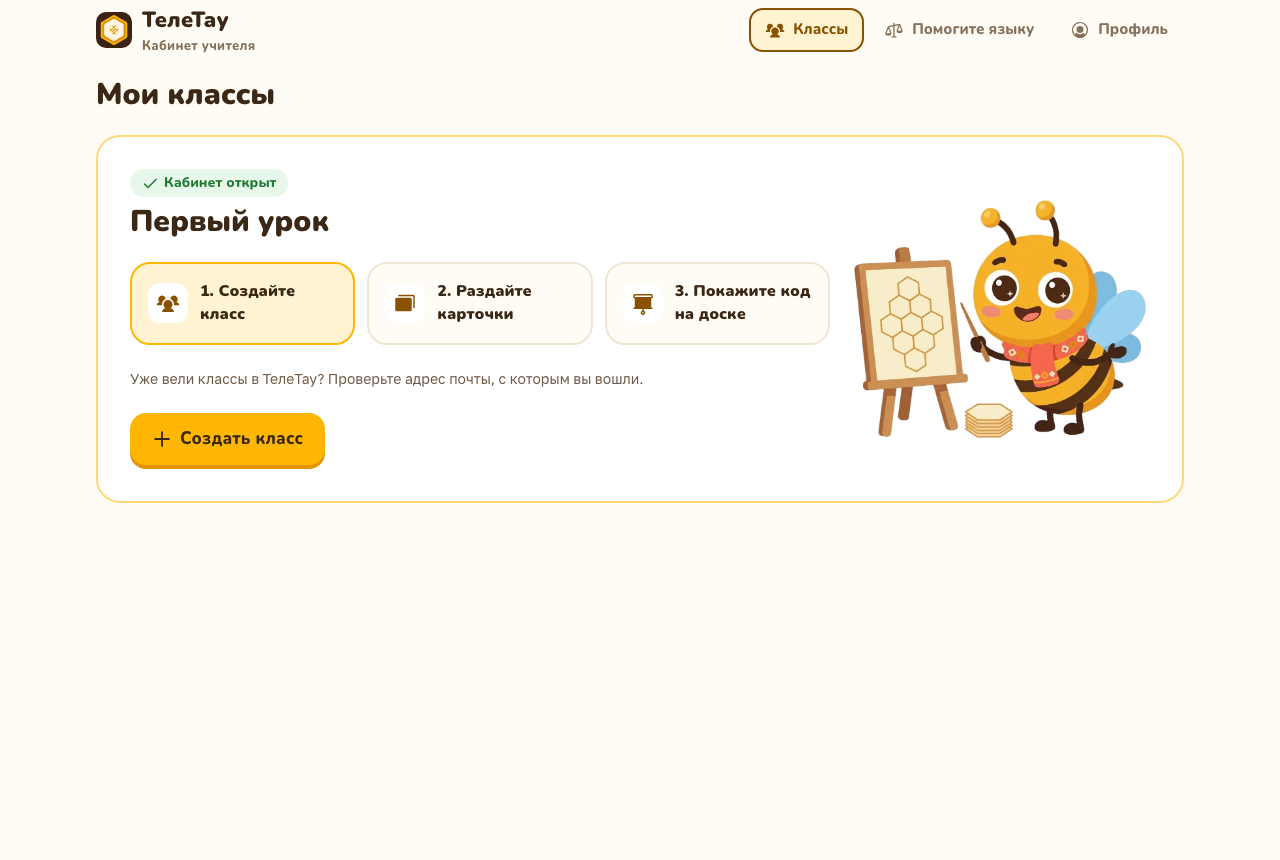 ТелеТау
Кабинет учителя
Классы
Помогите языку
Профиль
Мои классы
Кабинет открыт
Первый урок
1. Создайте
класс
2. Раздайте
карточки
3. Покажите код
на доске
Уже вели классы в ТелеТау? Проверьте адрес почты, с которым вы вошли.
Создать класс